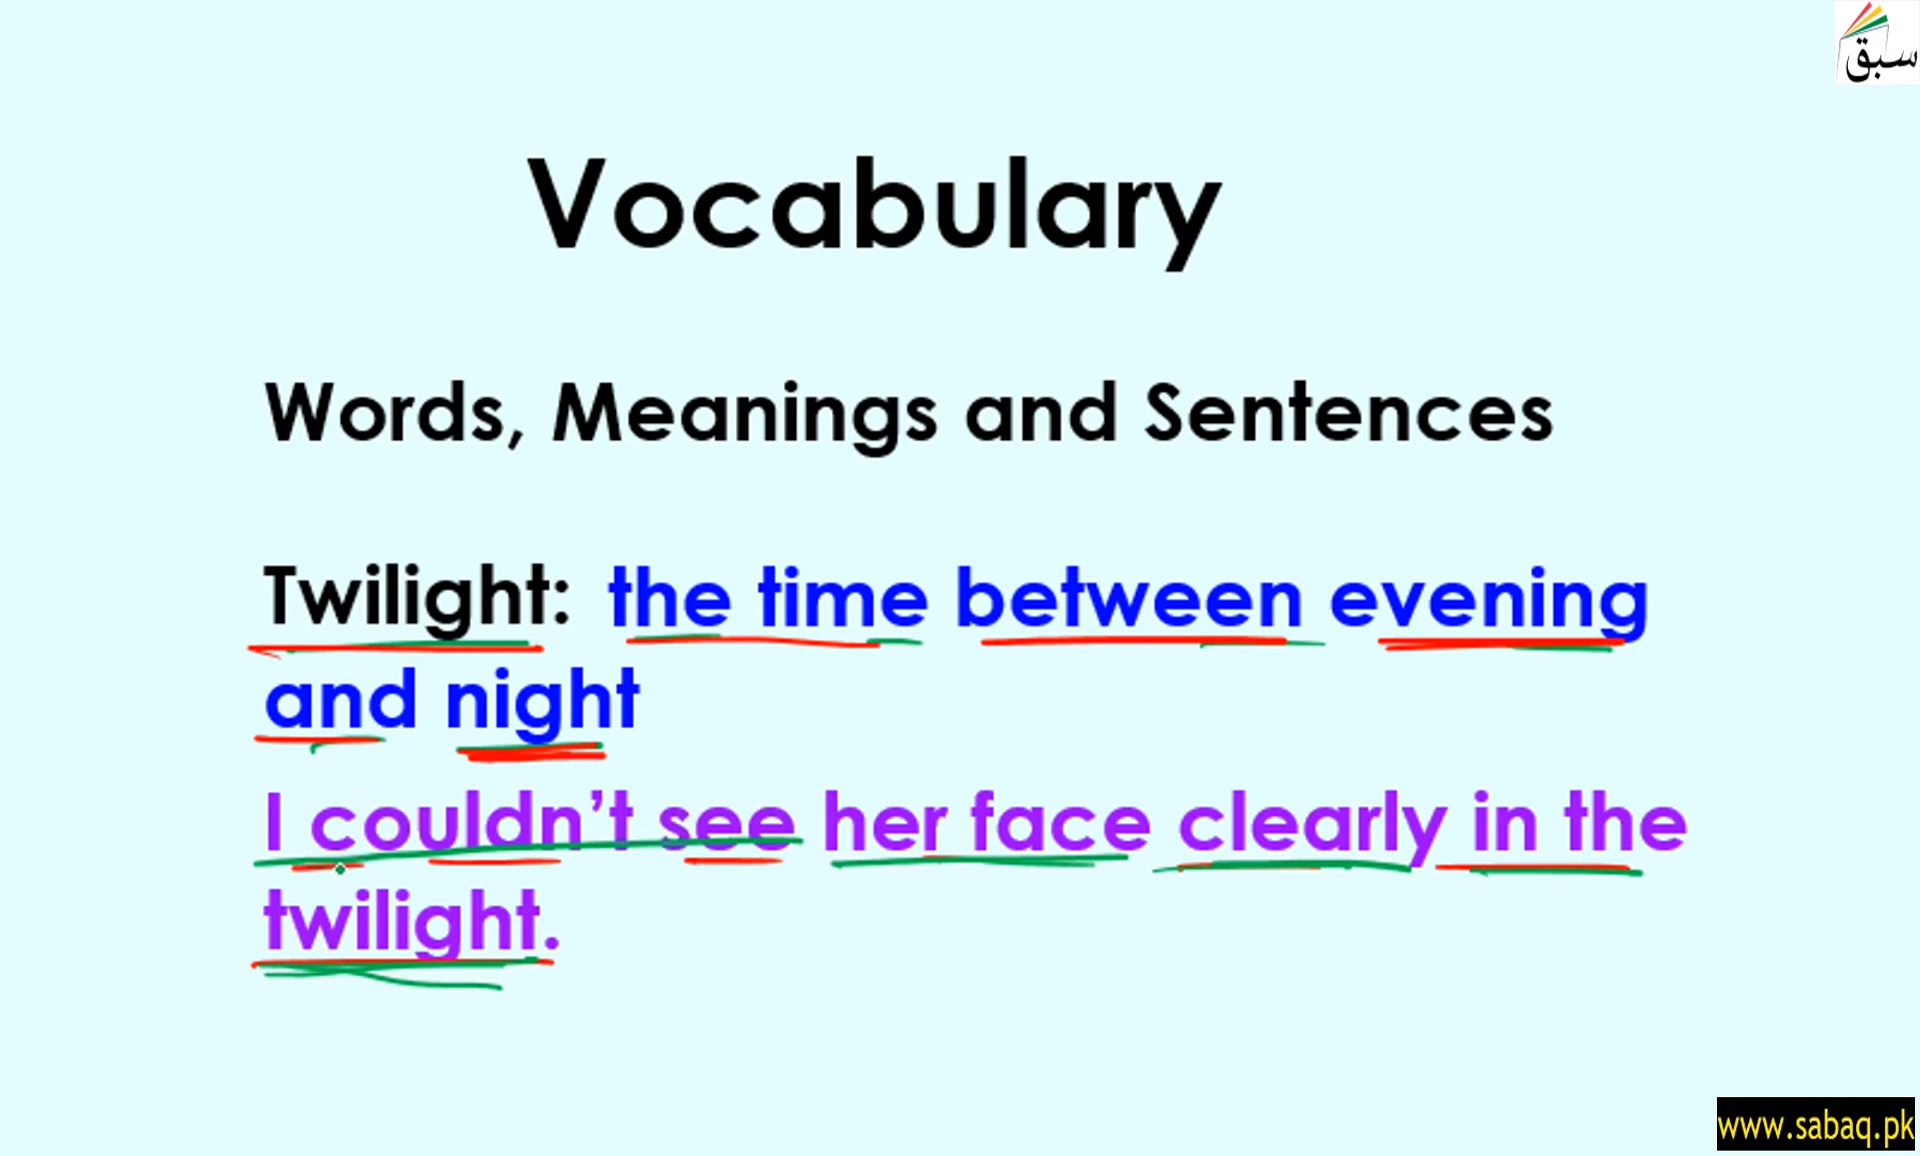 سبق
Vocabulary
Words, Meanings and Sentences
Twilight: the time between evening
and night
I couldn't see her face clearly in the
twilight.
www.sabaq.pk